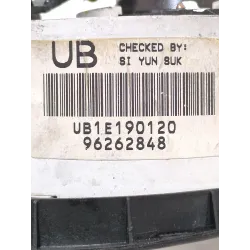 UB
CHECKED BY:
SI YUN SUK
UB1E190120
96262848